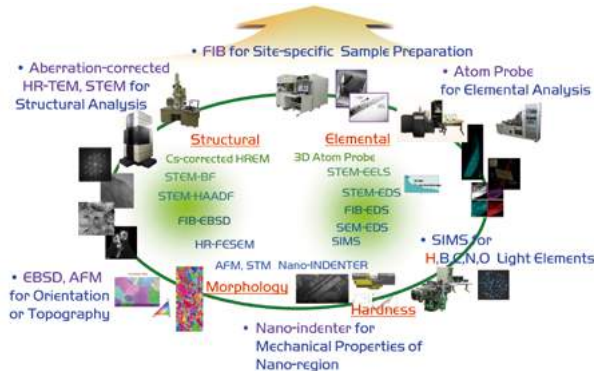 • FIB for Site-specific Sample Preparation
• Aberration-corrected
HR-TEM, STEM for
Structural Analysis
• Atom Probe
for Elemental Analysis
Structural
Elemental
Cs-corrected HREM
3D Atom Probe
STEM-BF
STEM-EELS
STEM-HAADF
STEM-EDS
FIB-EBSD
FIB-EDS
SEM-EDS
HR-FESEM
SIMS
• SIMS for
H,B,C,N,O Light Elements
AFM, STM
Nano-INDENTER
• EBSD, AFM
for Orientation
or Topography
Morphology
Hardness
• Nano-indenter for
Mechanical Properties of
Nano-region